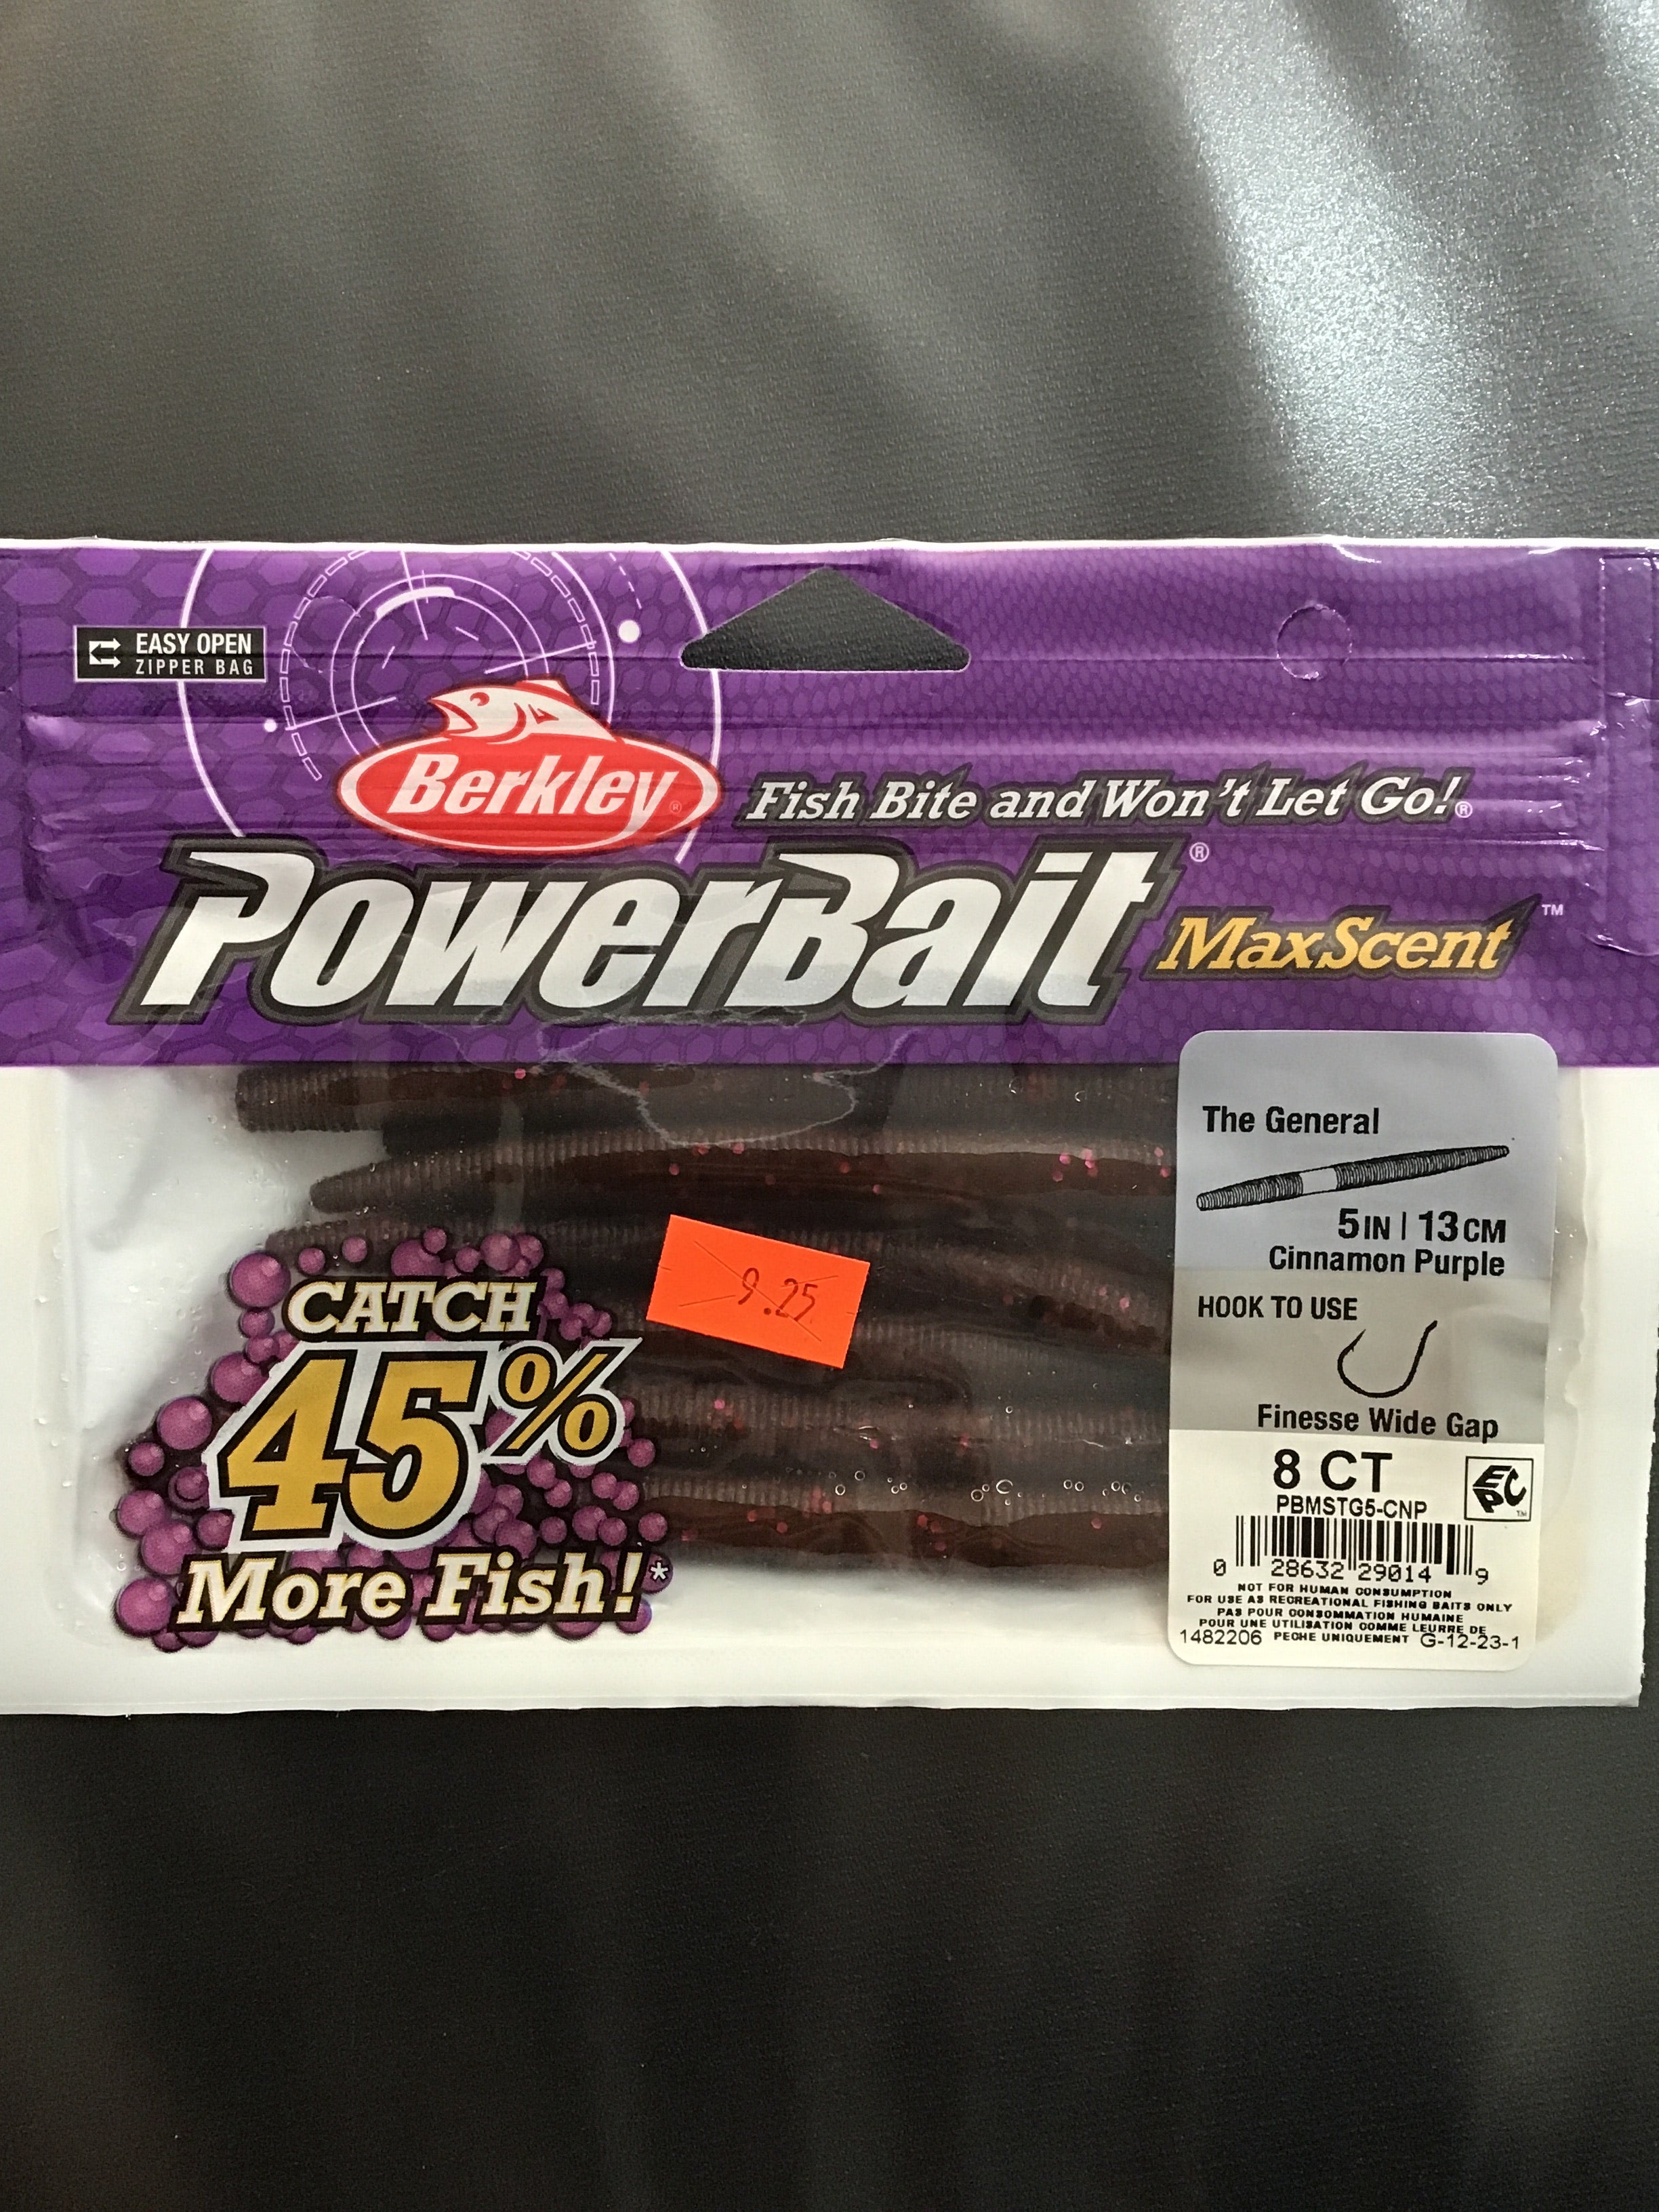 EASY OPEN
ZIPPER BAG
Berkley®
Fish Bite and Won't Let Go!®
PowerBait®
MaxScent™
The General
5IN | 13CM
Cinnamon Purple
HOOK TO USE
Finesse Wide Gap
8 CT
PBMSTG5-CNP
EPC™
0 28632 29014 9
NOT FOR HUMAN CONSUMPTION
FOR USE AS RECREATIONAL FISHING BAITS ONLY
PAS POUR CONSOMMATION HUMAINE
POUR UNE UTILISATION COMME LEURRE DE
1482206 PECHE UNIQUEMENT G-12-23-1
9.25
CATCH
45%
More Fish!*